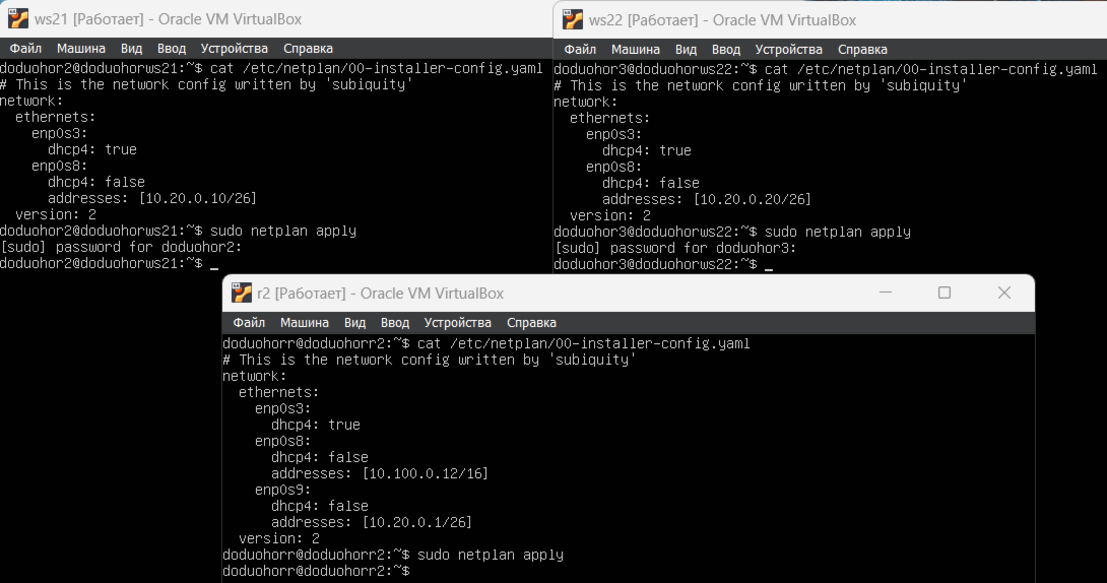 ws21 [Работает] - Oracle VM VirtualBox
Файл Машина Вид Ввод Устройства Справка
doduohor2@doduohorws21:~$ cat /etc/netplan/00-installer-config.yaml
# This is the network config written by 'subiquity'
network:
  ethernets:
    enp0s3:
      dhcp4: true
    enp0s8:
      dhcp4: false
      addresses: [10.20.0.10/26]
  version: 2
doduohor2@doduohorws21:~$ sudo netplan apply
[sudo] password for doduohor2:
doduohor2@doduohorws21:~$ _
ws22 [Работает] - Oracle VM VirtualBox
Файл Машина Вид Ввод Устройства Справка
doduohor3@doduohorws22:~$ cat /etc/netplan/00-installer-config.yaml
# This is the network config written by 'subiquity'
network:
  ethernets:
    enp0s3:
      dhcp4: true
    enp0s8:
      dhcp4: false
      addresses: [10.20.0.20/26]
  version: 2
doduohor3@doduohorws22:~$ sudo netplan apply
[sudo] password for doduohor3:
doduohor3@doduohorws22:~$ _
r2 [Работает] - Oracle VM VirtualBox
Файл Машина Вид Ввод Устройства Справка
doduohorr@doduohorr2:~$ cat /etc/netplan/00-installer-config.yaml
# This is the network config written by 'subiquity'
network:
  ethernets:
    enp0s3:
      dhcp4: true
    enp0s8:
      dhcp4: false
      addresses: [10.100.0.12/16]
    enp0s9:
      dhcp4: false
      addresses: [10.20.0.1/26]
  version: 2
doduohorr@doduohorr2:~$ sudo netplan apply
doduohorr@doduohorr2:~$